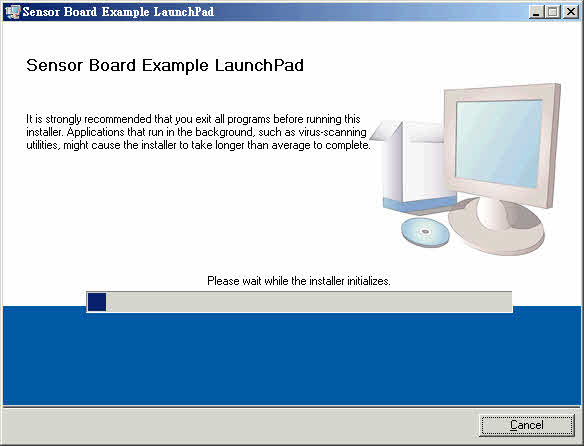 Sensor Board Example LaunchPad
Sensor Board Example LaunchPad
It is strongly recommended that you exit all programs before running this
installer. Applications that run in the background, such as virus-scanning
utilities, might cause the installer to take longer than average to complete.
Please wait while the installer initializes.
Cancel